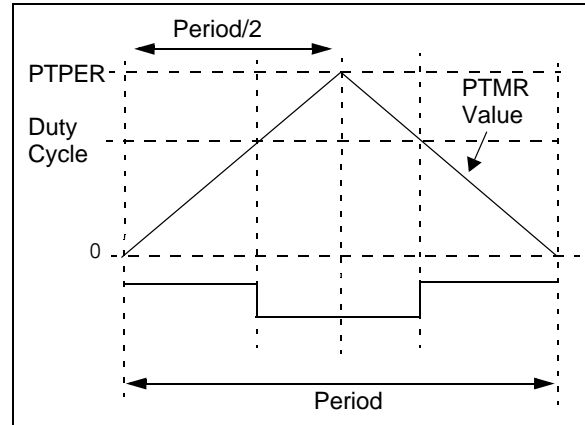 Period/2
PTPER
PTMR
Value
Duty
Cycle
0
Period